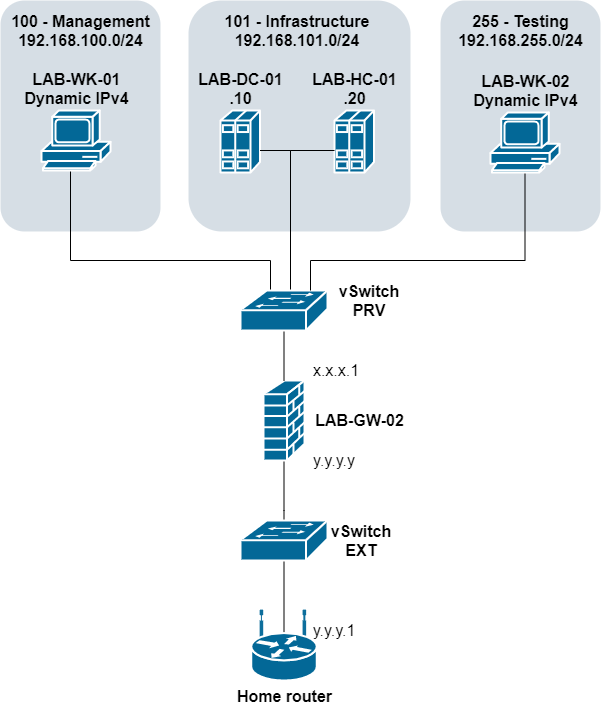 100 - Management
192.168.100.0/24
LAB-WK-01
Dynamic IPv4
101 - Infrastructure
192.168.101.0/24
LAB-DC-01
.10
LAB-HC-01
.20
255 - Testing
192.168.255.0/24
LAB-WK-02
Dynamic IPv4
vSwitch
PRV
x.x.x.1
LAB-GW-02
y.y.y.y
vSwitch
EXT
y.y.y.1
Home router